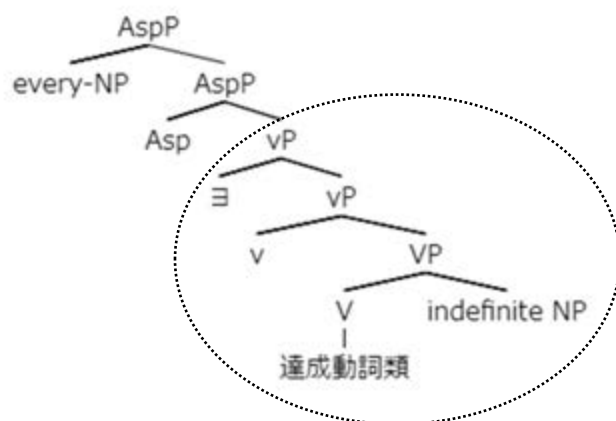 AspP
every-NP AspP
Asp vP
∃ vP
v VP
V indefinite NP
達成動詞類